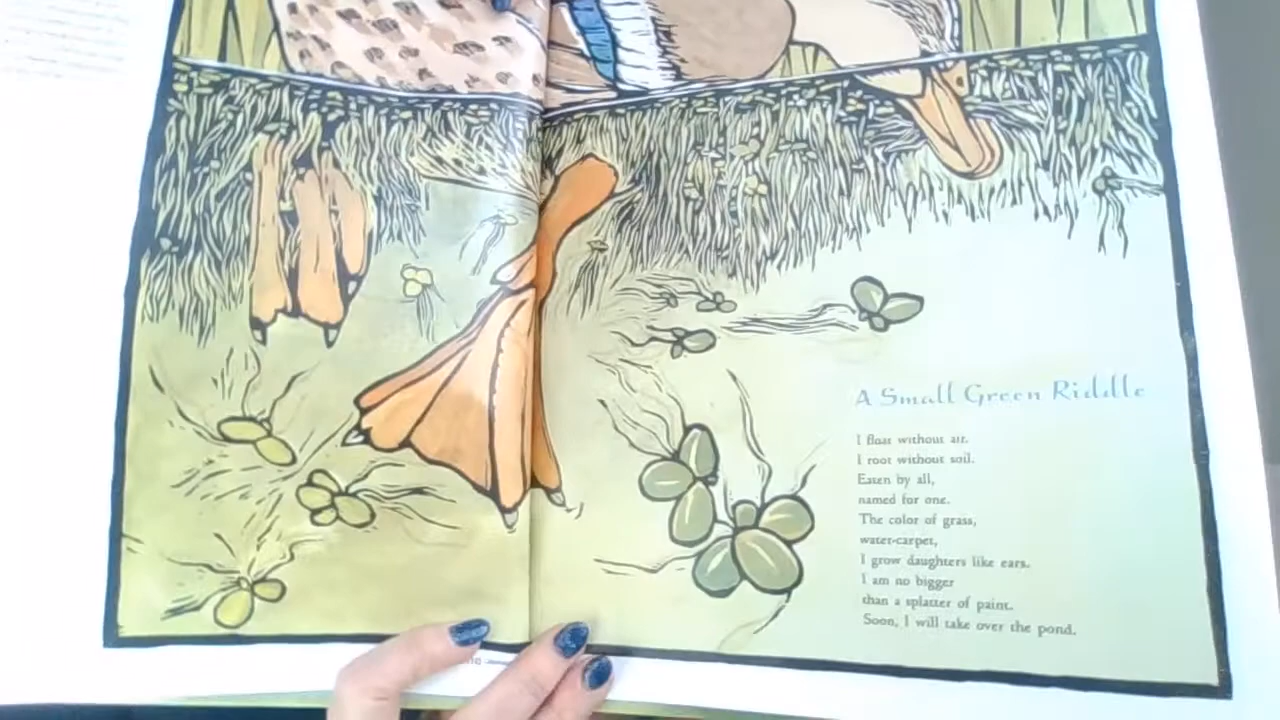 A Small Green Riddle
I float without air.
I root without soil.
Eaten by all,
named for one.
The color of grass,
water-carpet,
I grow daughters like ears.
I am no bigger
than a splatter of paint.
Soon, I will take over the pond.